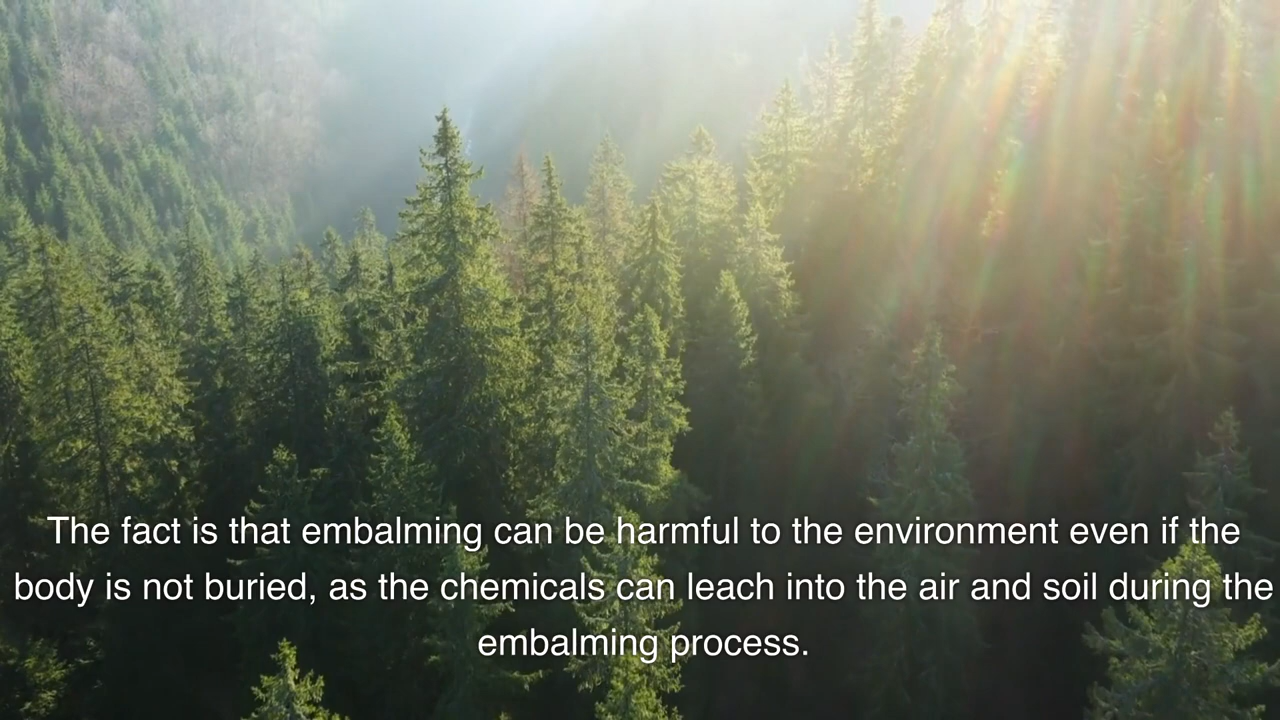 The fact is that embalming can be harmful to the environment even if the
body is not buried, as the chemicals can leach into the air and soil during the
embalming process.